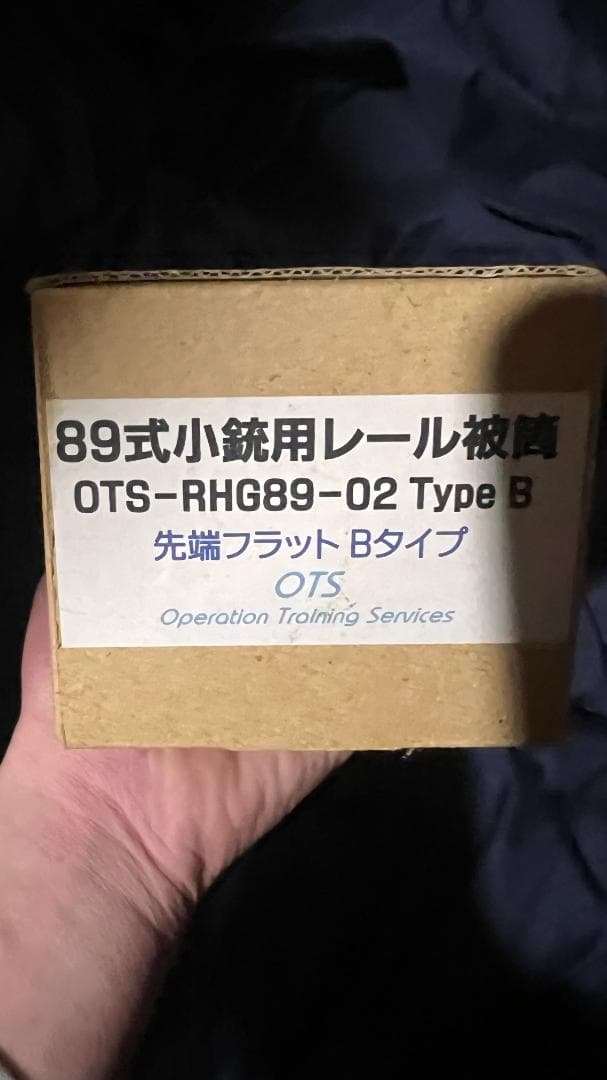 89式小銃用レール被筒
OTS-RHG89-02 Type B
先端フラット Bタイプ
OTS
Operation Training Services